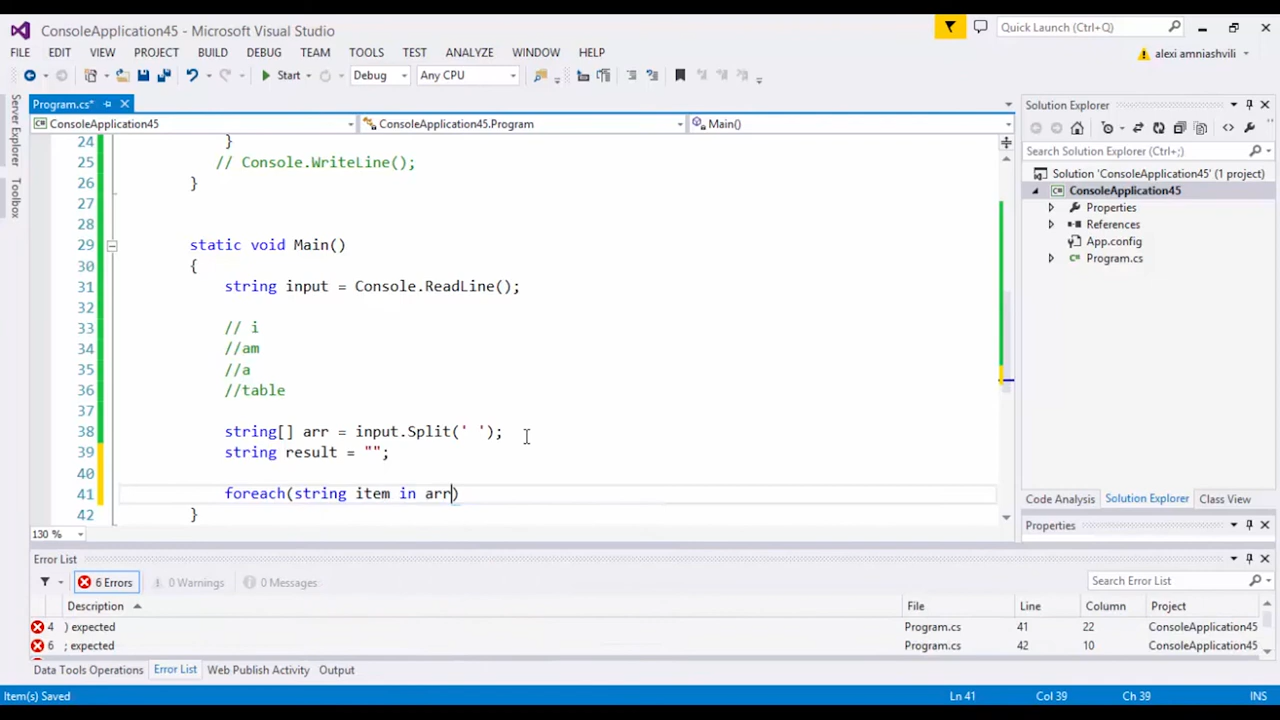 ConsoleApplication45 - Microsoft Visual Studio
Quick Launch (Ctrl+Q)
FILE EDIT VIEW PROJECT BUILD DEBUG TEAM TOOLS TEST ANALYZE WINDOW HELP
alexi amniashvili
Start Debug Any CPU
Server Explorer
Toolbox
Program.cs*
ConsoleApplication45 ConsoleApplication45.Program Main()
24 }
25 // Console.WriteLine();
26 }
27
28
29 static void Main()
30 {
31 string input = Console.ReadLine();
32
33 // i
34 //am
35 //a
36 //table
37
38 string[] arr = input.Split(' ');
39 string result = "";
40
41 foreach(string item in arr)
42 }
130 %
Solution Explorer
Search Solution Explorer (Ctrl+;)
Solution 'ConsoleApplication45' (1 project)
ConsoleApplication45
Properties
References
App.config
Program.cs
Code Analysis Solution Explorer Class View
Properties
Error List
6 Errors 0 Warnings 0 Messages
Search Error List
Description File Line Column Project
4 ) expected Program.cs 41 22 ConsoleApplication45
6 ; expected Program.cs 42 10 ConsoleApplication45
Data Tools Operations Error List Web Publish Activity Output
Item(s) Saved Ln 41 Col 39 Ch 39 INS